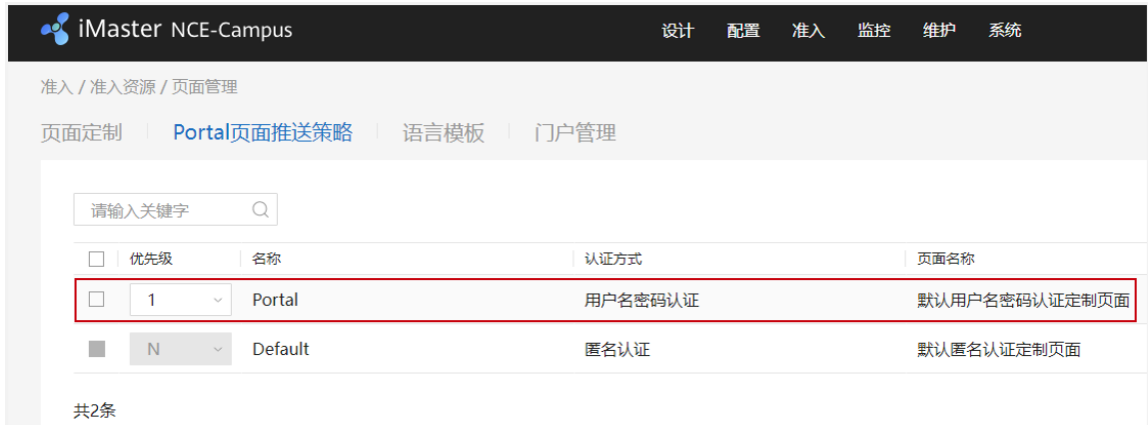 iMaster NCE-Campus 设计 配置 准入 监控 维护 系统
准入 / 准入资源 / 页面管理
页面定制 Portal页面推送策略 语言模板 门户管理
请输入关键字
优先级 名称 认证方式 页面名称
1 Portal 用户名密码认证 默认用户名密码认证定制页面
N Default 匿名认证 默认匿名认证定制页面
共2条